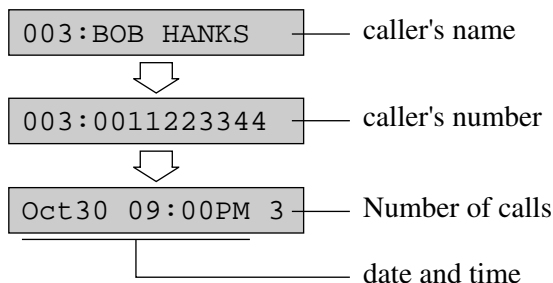 003:BOB HANKS caller's name
003:0011223344 caller's number
Oct30 09:00PM 3 Number of calls
date and time